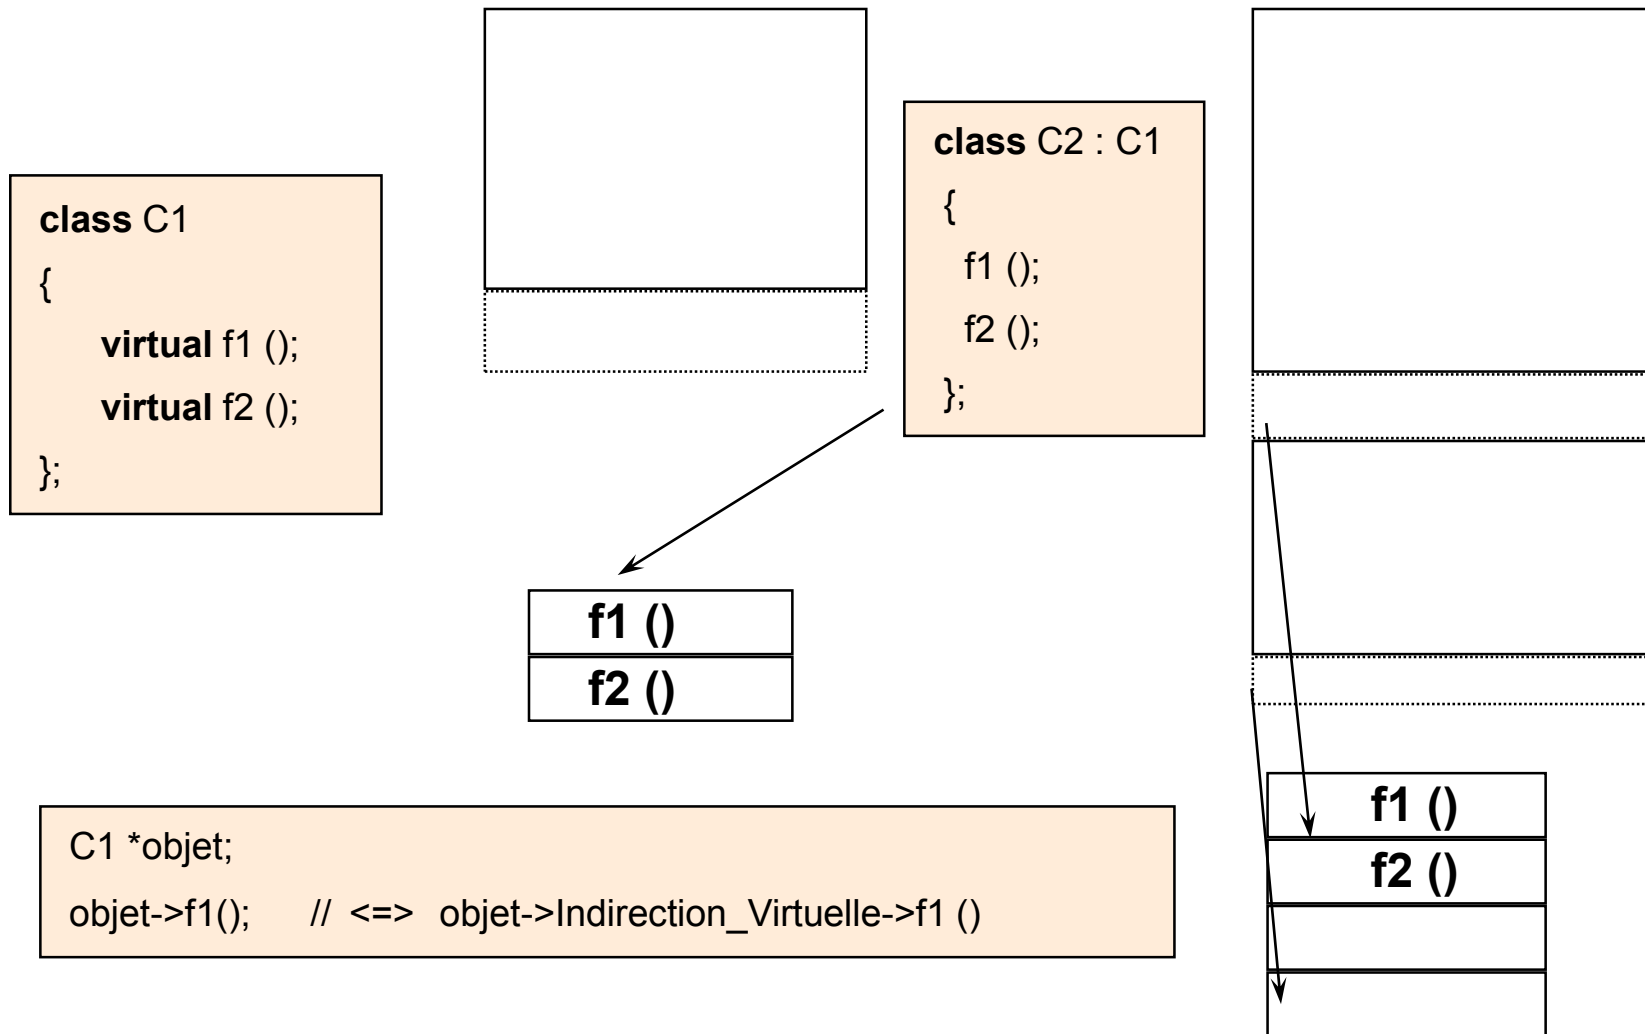 class C1
{
virtual f1 ();
virtual f2 ();
};
class C2 : C1
{
f1 ();
f2 ();
};
f1 ()
f2 ()
C1 *objet;
objet->f1(); // <=> objet->Indirection_Virtuelle->f1 ()
f1 ()
f2 ()